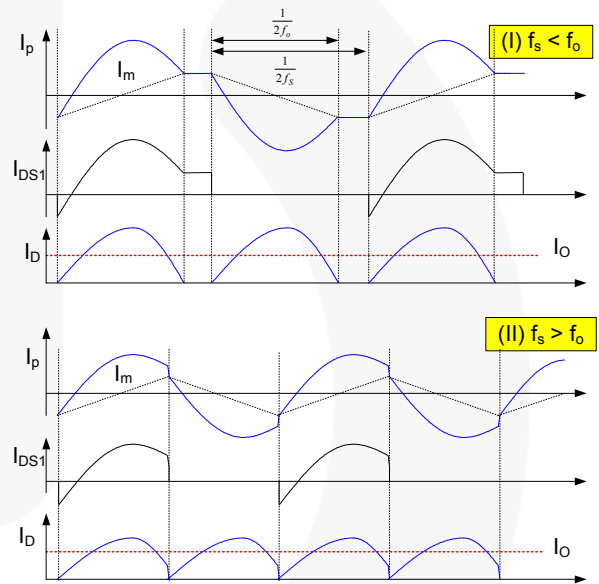 I_p
1/2f_o
(I) f_s < f_o
1/2f_S
I_m
I_DS1
I_D
I_O
(II) f_s > f_o
I_p
I_m
I_DS1
I_D
I_O